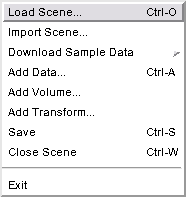 Load Scene... Ctrl-O
Import Scene...
Download Sample Data
Add Data... Ctrl-A
Add Volume...
Add Transform...
Save Ctrl-S
Close Scene Ctrl-W
Exit